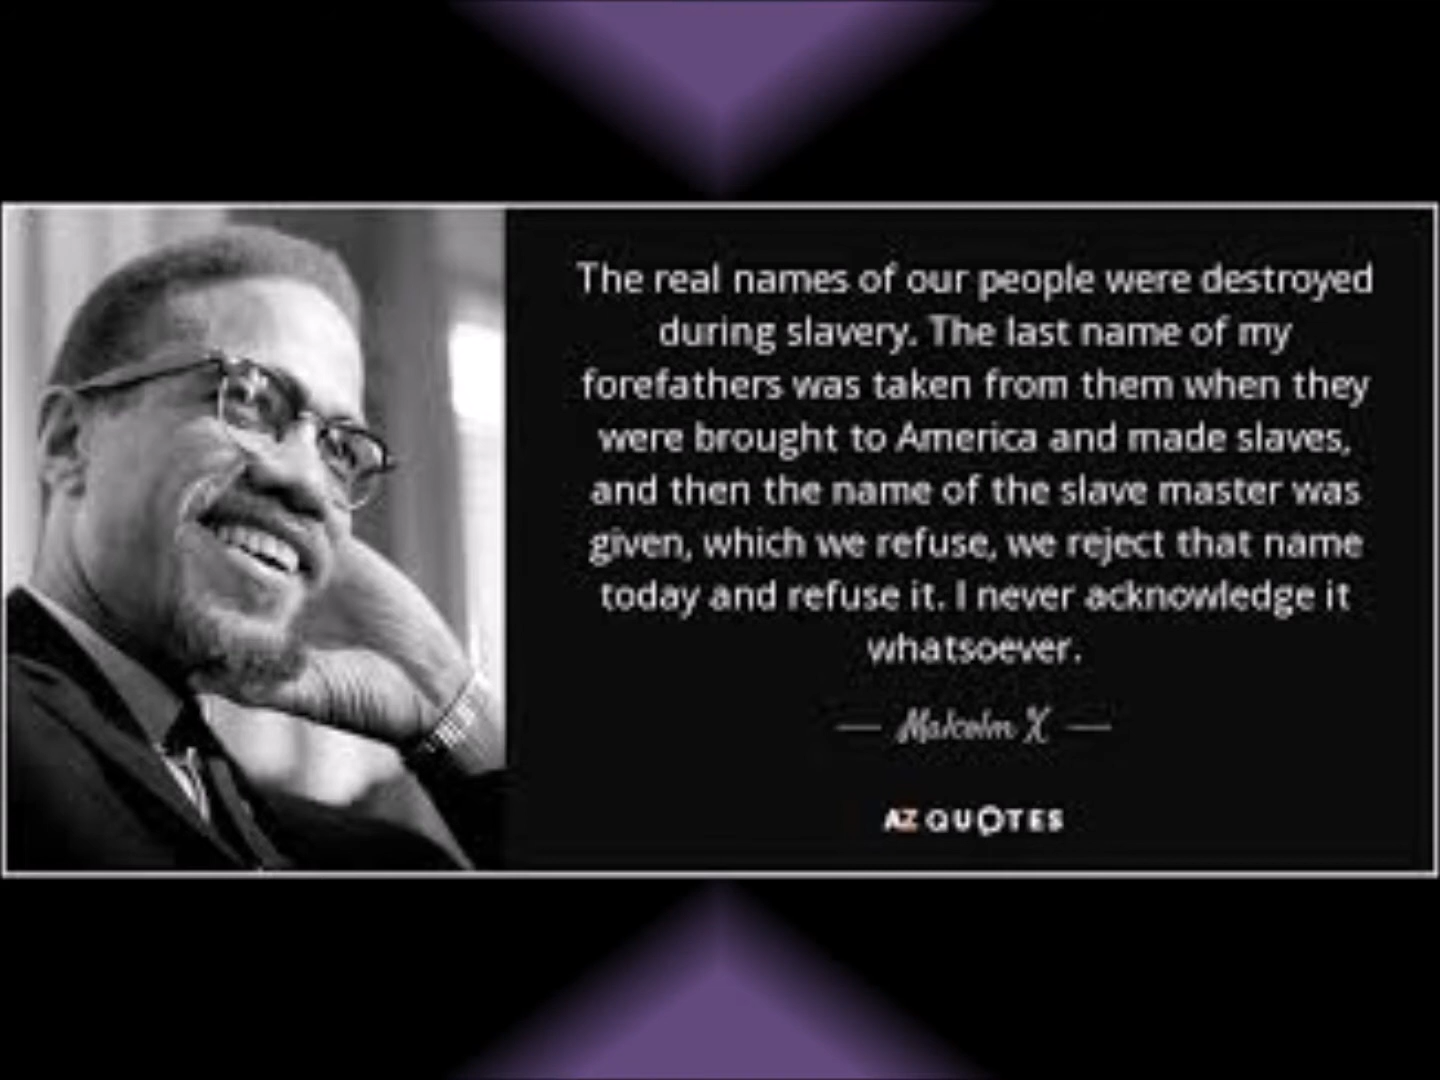 The real names of our people were destroyed
during slavery. The last name of my
forefathers was taken from them when they
were brought to America and made slaves,
and then the name of the slave master was
given, which we refuse, we reject that name
today and refuse it. I never acknowledge it
whatsoever.
— Malcolm X —
AZ QUOTES